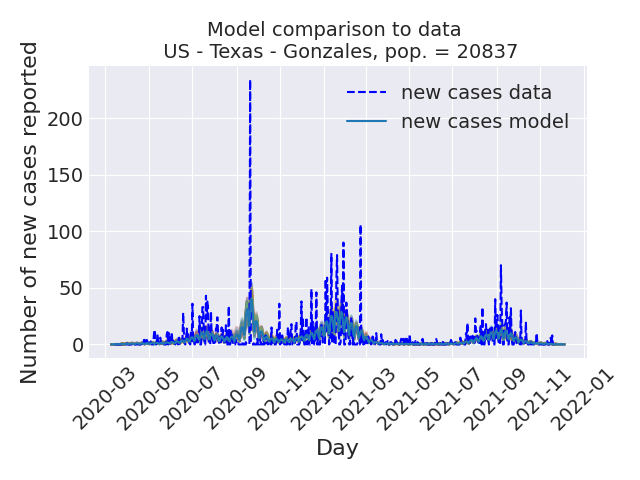 Model comparison to data
US - Texas - Gonzales, pop. = 20837
Number of new cases reported
new cases data
new cases model
200
150
100
50
0
2020-03
2020-05
2020-07
2020-09
2020-11
2021-01
2021-03
2021-05
2021-07
2021-09
2021-11
2022-01
Day